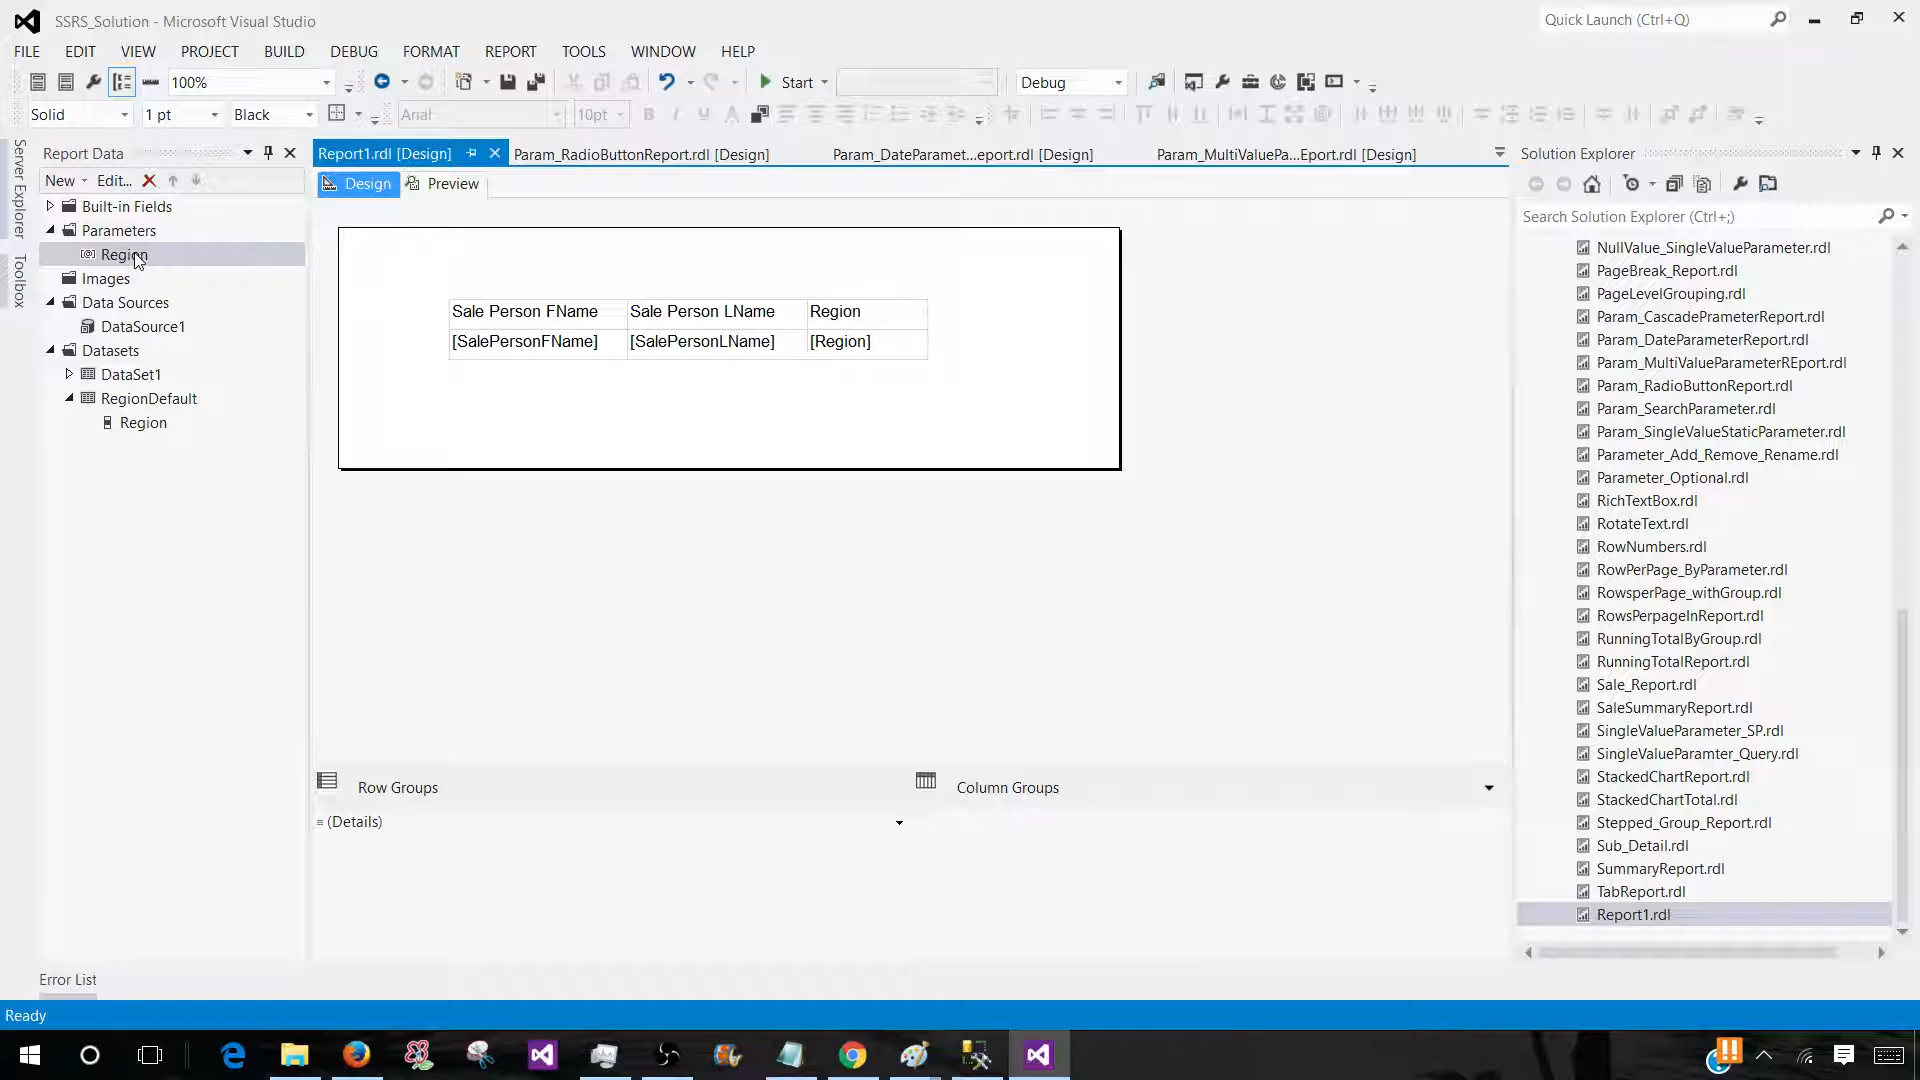 SSRS_Solution - Microsoft Visual Studio
Quick Launch (Ctrl+Q)
FILE EDIT VIEW PROJECT BUILD DEBUG FORMAT REPORT TOOLS WINDOW HELP
100% Start Debug
Solid 1 pt Black Arial 10pt
Server Explorer
Toolbox
Report Data
New Edit...
Built-in Fields
Parameters
Region
Images
Data Sources
DataSource1
Datasets
DataSet1
RegionDefault
Region
Report1.rdl [Design] Param_RadioButtonReport.rdl [Design] Param_DateParamet...eport.rdl [Design] Param_MultiValuePa...Eport.rdl [Design]
Design Preview
Sale Person FName Sale Person LName Region
[SalePersonFName] [SalePersonLName] [Region]
Row Groups Column Groups
(Details)
Solution Explorer
Search Solution Explorer (Ctrl+;)
NullValue_SingleValueParameter.rdl
PageBreak_Report.rdl
PageLevelGrouping.rdl
Param_CascadePrameterReport.rdl
Param_DateParameterReport.rdl
Param_MultiValueParameterREport.rdl
Param_RadioButtonReport.rdl
Param_SearchParameter.rdl
Param_SingleValueStaticParameter.rdl
Parameter_Add_Remove_Rename.rdl
Parameter_Optional.rdl
RichTextBox.rdl
RotateText.rdl
RowNumbers.rdl
RowPerPage_ByParameter.rdl
RowsperPage_withGroup.rdl
RowsPerpageInReport.rdl
RunningTotalByGroup.rdl
RunningTotalReport.rdl
Sale_Report.rdl
SaleSummaryReport.rdl
SingleValueParameter_SP.rdl
SingleValueParamter_Query.rdl
StackedChartReport.rdl
StackedChartTotal.rdl
Stepped_Group_Report.rdl
Sub_Detail.rdl
SummaryReport.rdl
TabReport.rdl
Report1.rdl
Error List
Ready